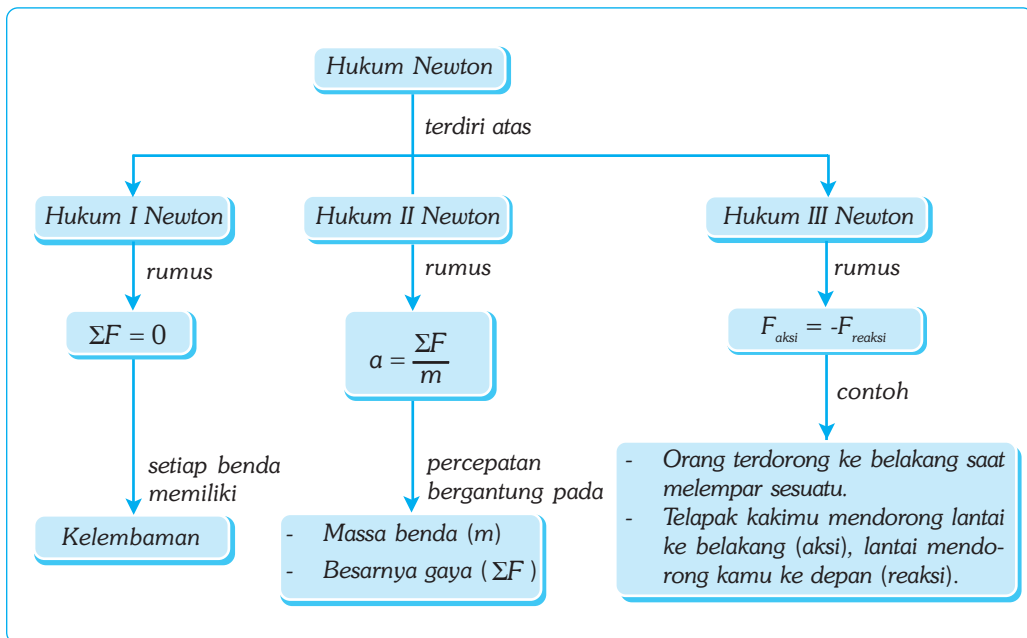 Hukum Newton
terdiri atas
Hukum I Newton
Hukum II Newton
Hukum III Newton
rumus
rumus
rumus
ΣF = 0
a = ΣF/m
F_aksi = -F_reaksi
setiap benda
memiliki
percepatan
bergantung pada
contoh
Kelembaman
- Massa benda (m)
- Besarnya gaya (ΣF)
- Orang terdorong ke belakang saat
melempar sesuatu.
- Telapak kakimu mendorong lantai
ke belakang (aksi), lantai mendo-
rong kamu ke depan (reaksi).